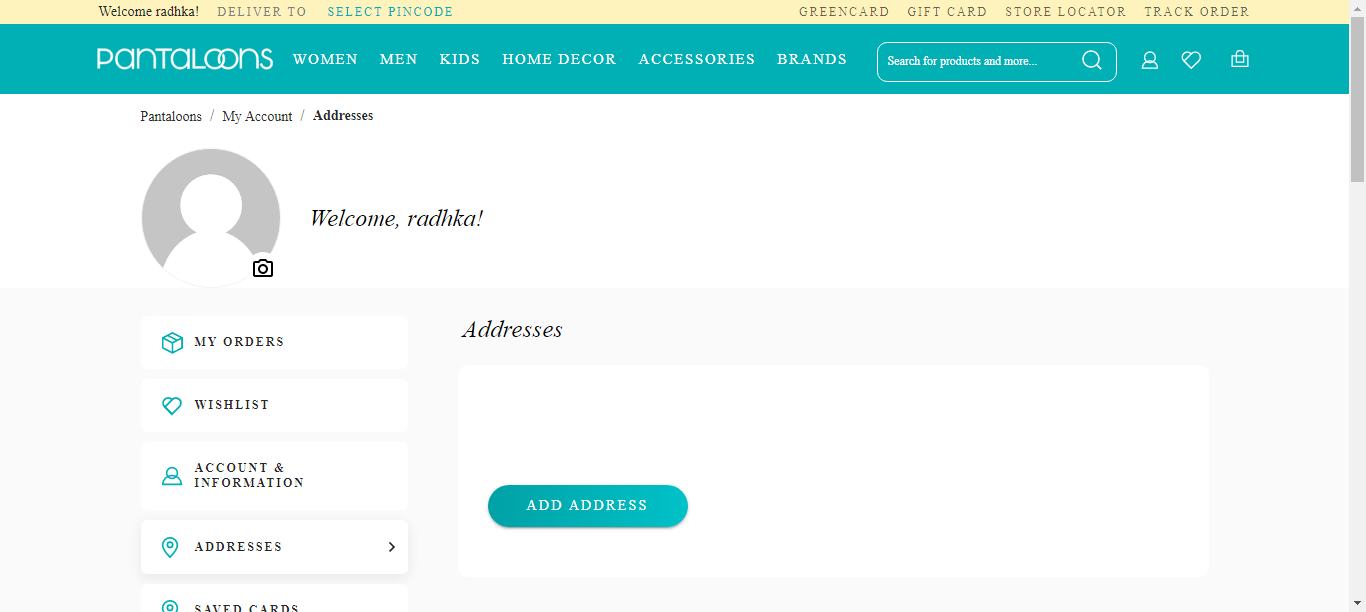 Welcome radhka! DELIVER TO SELECT PINCODE GREENCARD GIFT CARD STORE LOCATOR TRACK ORDER
PANTALOONS WOMEN MEN KIDS HOME DECOR ACCESSORIES BRANDS Search for products and more...
Pantaloons / My Account / Addresses
Welcome, radhka!
Addresses
MY ORDERS
WISHLIST
ACCOUNT &
INFORMATION
ADD ADDRESS
ADDRESSES
SAVED CARDS